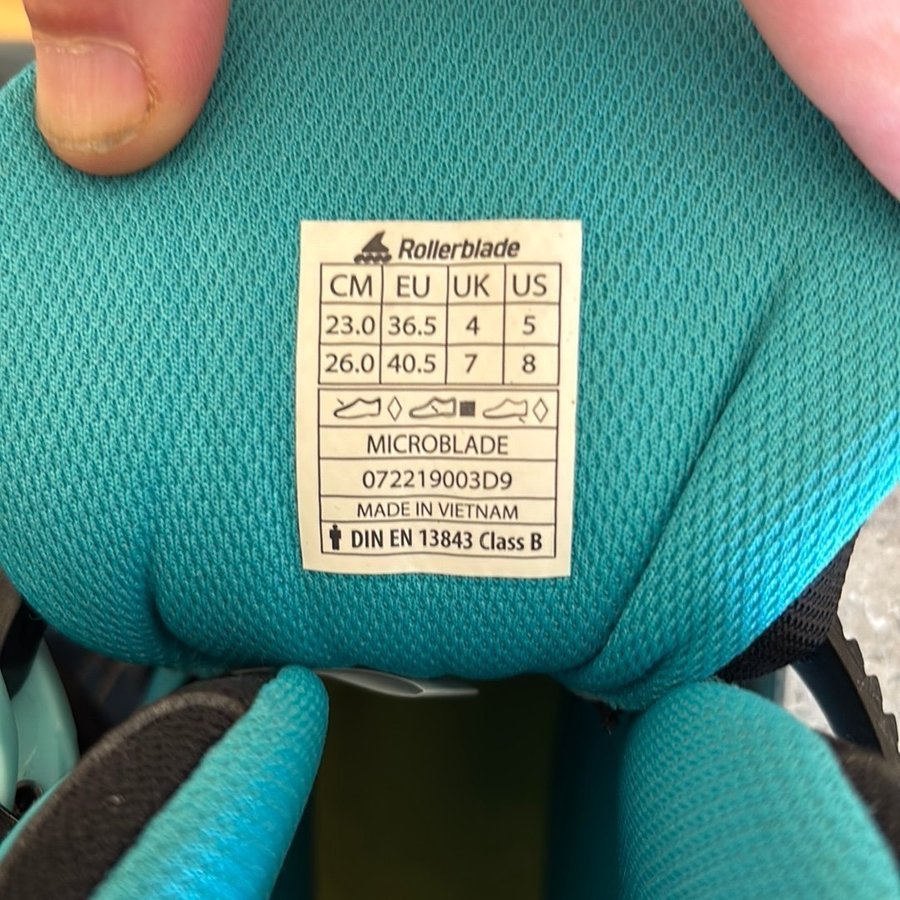 Rollerblade
CM EU UK US
23.0 36.5 4 5
26.0 40.5 7 8
MICROBLADE
072219003D9
MADE IN VIETNAM
DIN EN 13843 Class B